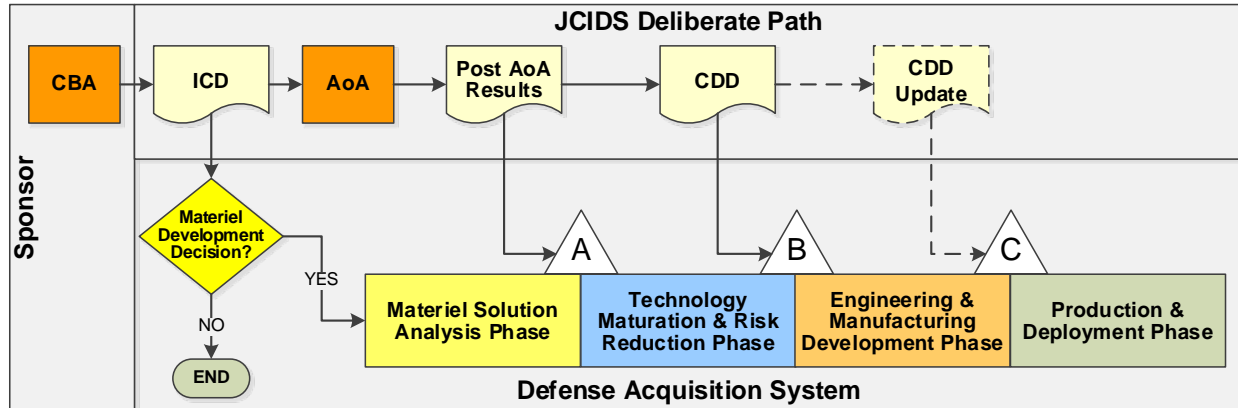 JCIDS Deliberate Path
Sponsor
CBA
ICD
AoA
Post AoA
Results
CDD
CDD
Update
Materiel
Development
Decision?
YES
NO
END
A
B
C
Materiel Solution
Analysis Phase
Technology
Maturation & Risk
Reduction Phase
Engineering &
Manufacturing
Development Phase
Production &
Deployment Phase
Defense Acquisition System